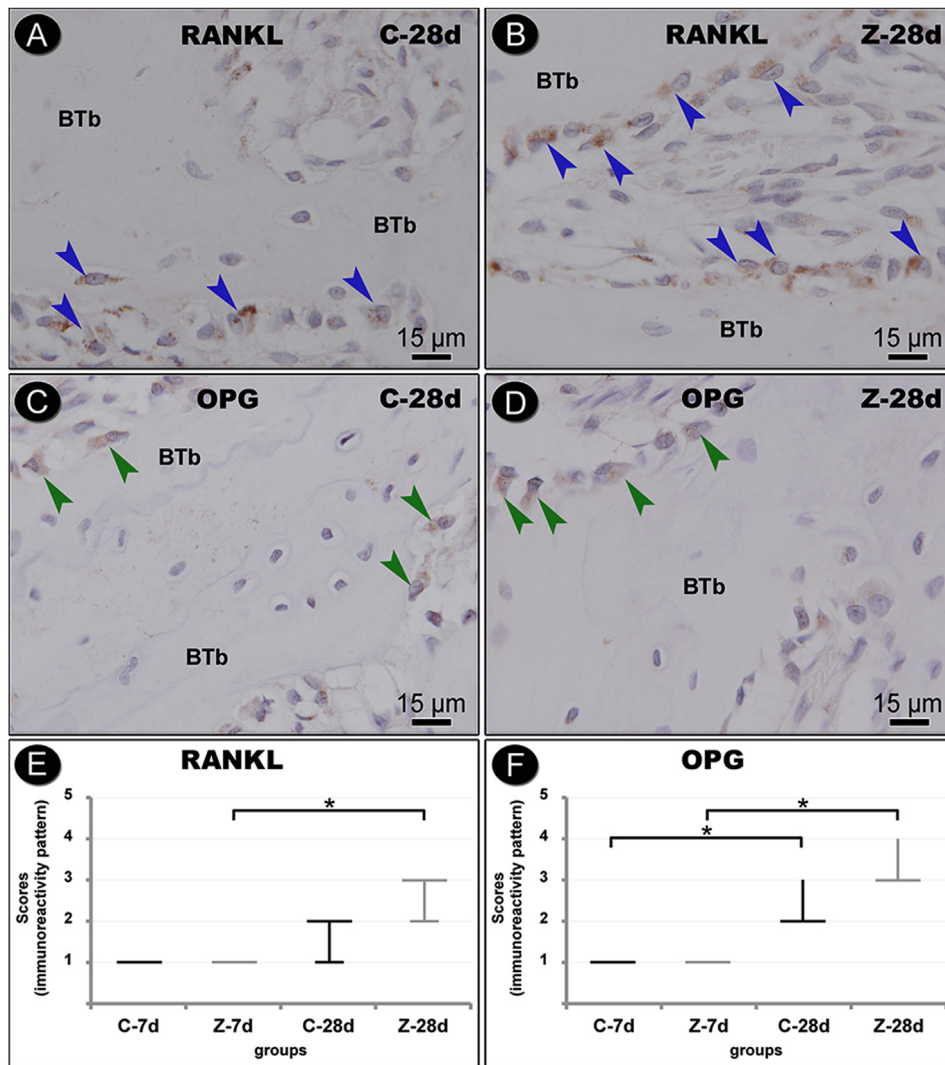 A
RANKL
C-28d
BTb
BTb
15 µm
B
RANKL
Z-28d
BTb
BTb
15 µm
C
OPG
C-28d
BTb
BTb
15 µm
D
OPG
Z-28d
BTb
15 µm
E
RANKL
Scores
(immunoreactivity pattern)
5
4
3
2
1
*
C-7d Z-7d C-28d Z-28d
groups
F
OPG
Scores
(immunoreactivity pattern)
5
4
3
2
1
*
*
C-7d Z-7d C-28d Z-28d
groups